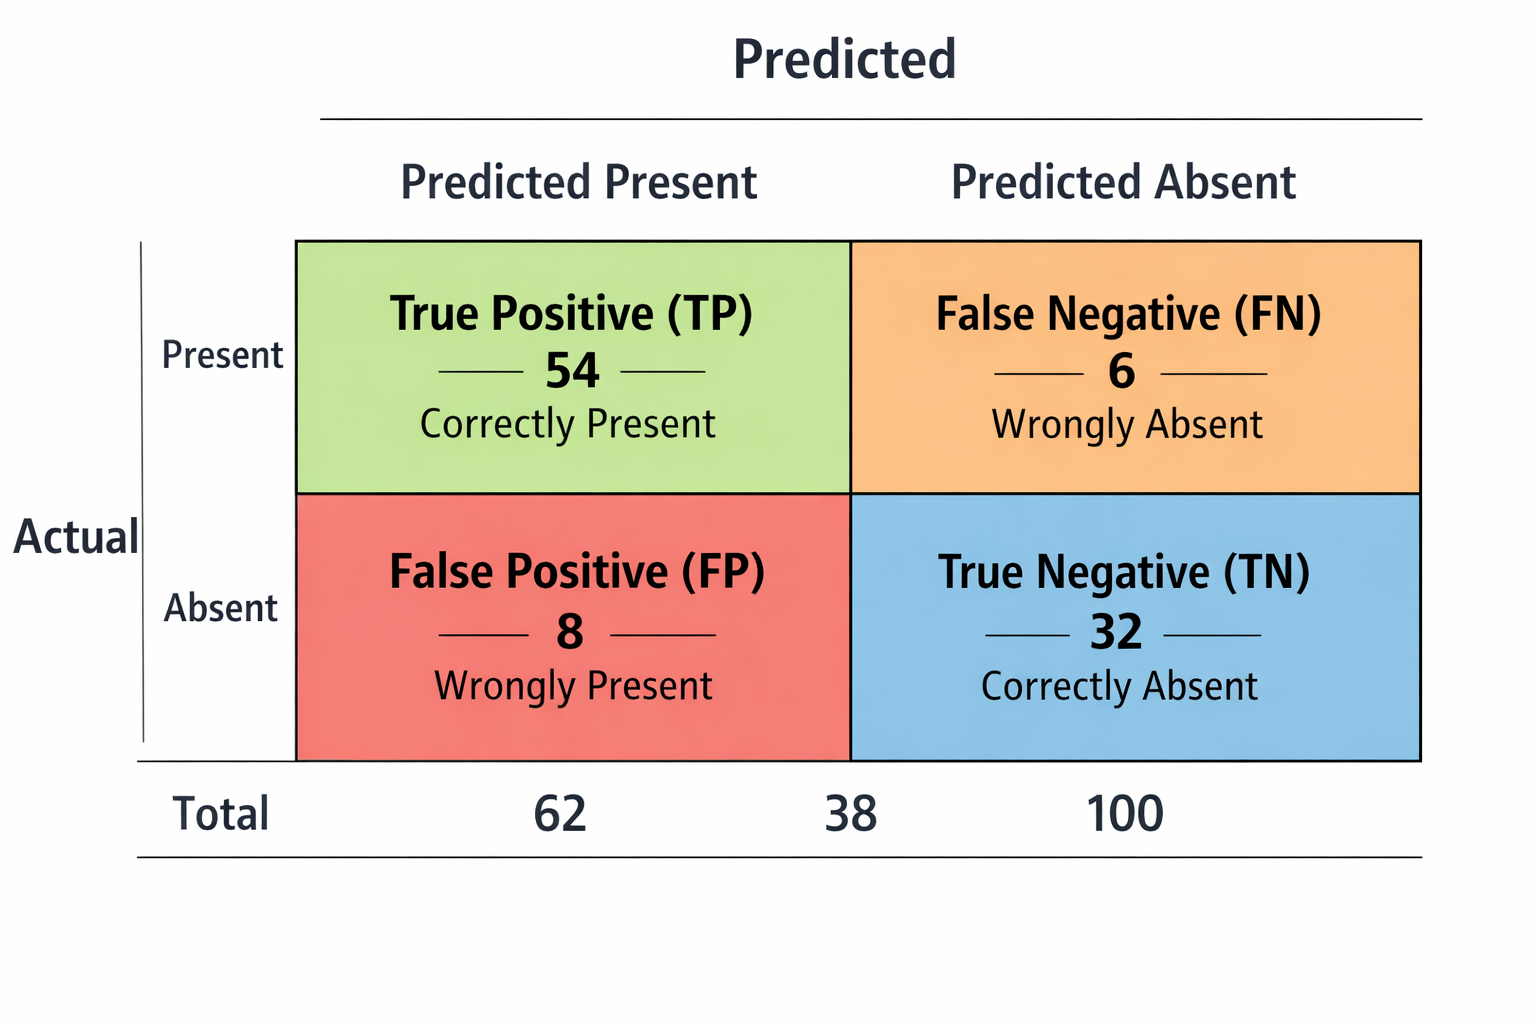 Predicted
Predicted Present Predicted Absent
True Positive (TP) False Negative (FN)
Present 54 6
Correctly Present Wrongly Absent
Actual
False Positive (FP) True Negative (TN)
Absent 8 32
Wrongly Present Correctly Absent
Total 62 38 100